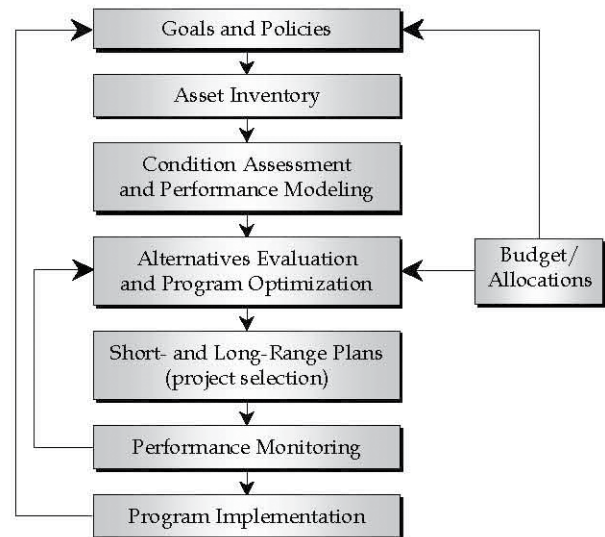 Goals and Policies
Asset Inventory
Condition Assessment
and Performance Modeling
Alternatives Evaluation
and Program Optimization
Budget/
Allocations
Short- and Long-Range Plans
(project selection)
Performance Monitoring
Program Implementation